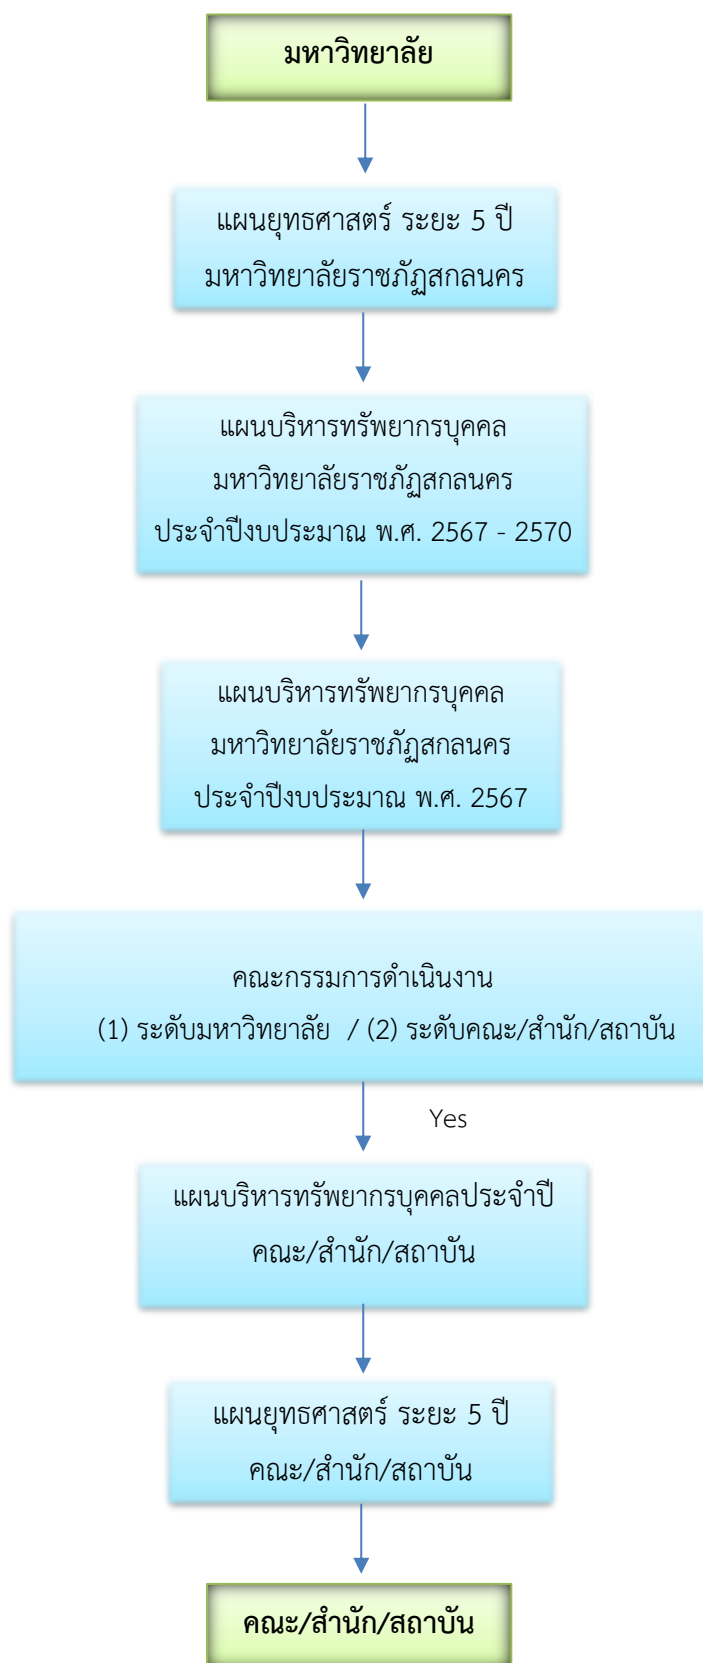 มหาวิทยาลัย
แผนยุทธศาสตร์ ระยะ 5 ปี
มหาวิทยาลัยราชภัฏสกลนคร
แผนบริหารทรัพยากรบุคคล
มหาวิทยาลัยราชภัฏสกลนคร
ประจำปีงบประมาณ พ.ศ. 2567 - 2570
แผนบริหารทรัพยากรบุคคล
มหาวิทยาลัยราชภัฏสกลนคร
ประจำปีงบประมาณ พ.ศ. 2567
คณะกรรมการดำเนินงาน
(1) ระดับมหาวิทยาลัย / (2) ระดับคณะ/สำนัก/สถาบัน
Yes
แผนบริหารทรัพยากรบุคคลประจำปี
คณะ/สำนัก/สถาบัน
แผนยุทธศาสตร์ ระยะ 5 ปี
คณะ/สำนัก/สถาบัน
คณะ/สำนัก/สถาบัน